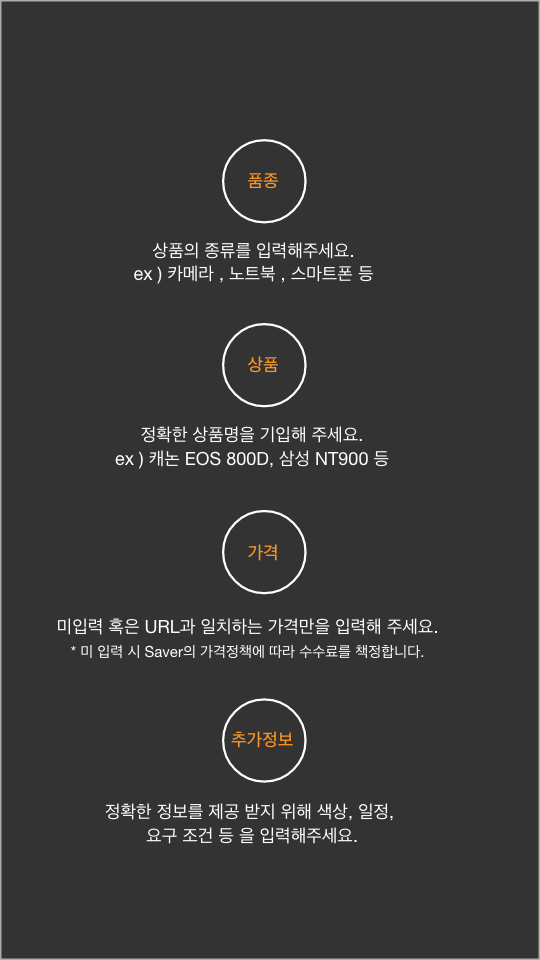 품종
상품의 종류를 입력해주세요.
ex ) 카메라 , 노트북 , 스마트폰 등
상품
정확한 상품명을 기입해 주세요.
ex ) 캐논 EOS 800D, 삼성 NT900 등
가격
미입력 혹은 URL과 일치하는 가격만을 입력해 주세요.
* 미 입력 시 Saver의 가격정책에 따라 수수료를 책정합니다.
추가정보
정확한 정보를 제공 받지 위해 색상, 일정,
요구 조건 등 을 입력해주세요.